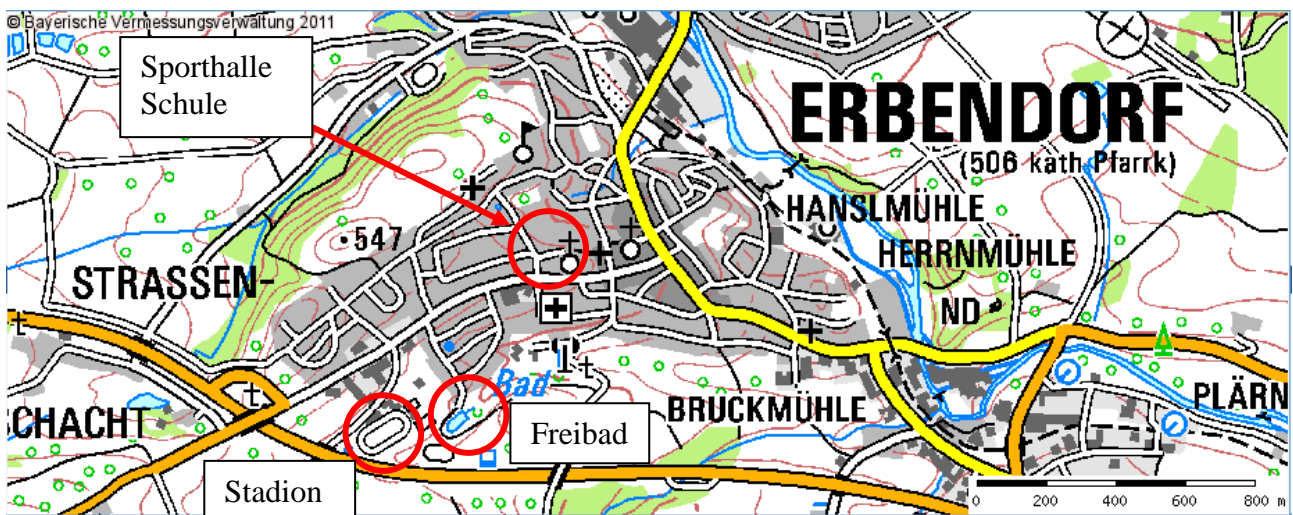 © Bayerische Vermessungsverwaltung 2011
Sporthalle
Schule
ERBENDORF
(506 kath Pfarrk)
HANSLMÜHLE
547
HERRNMÜHLE
STRASSEN-
ND
Bad
PLÄRN
BRUCKMÜHLE
SCHACHT
Freibad
Stadion
0 200 400 600 800 m